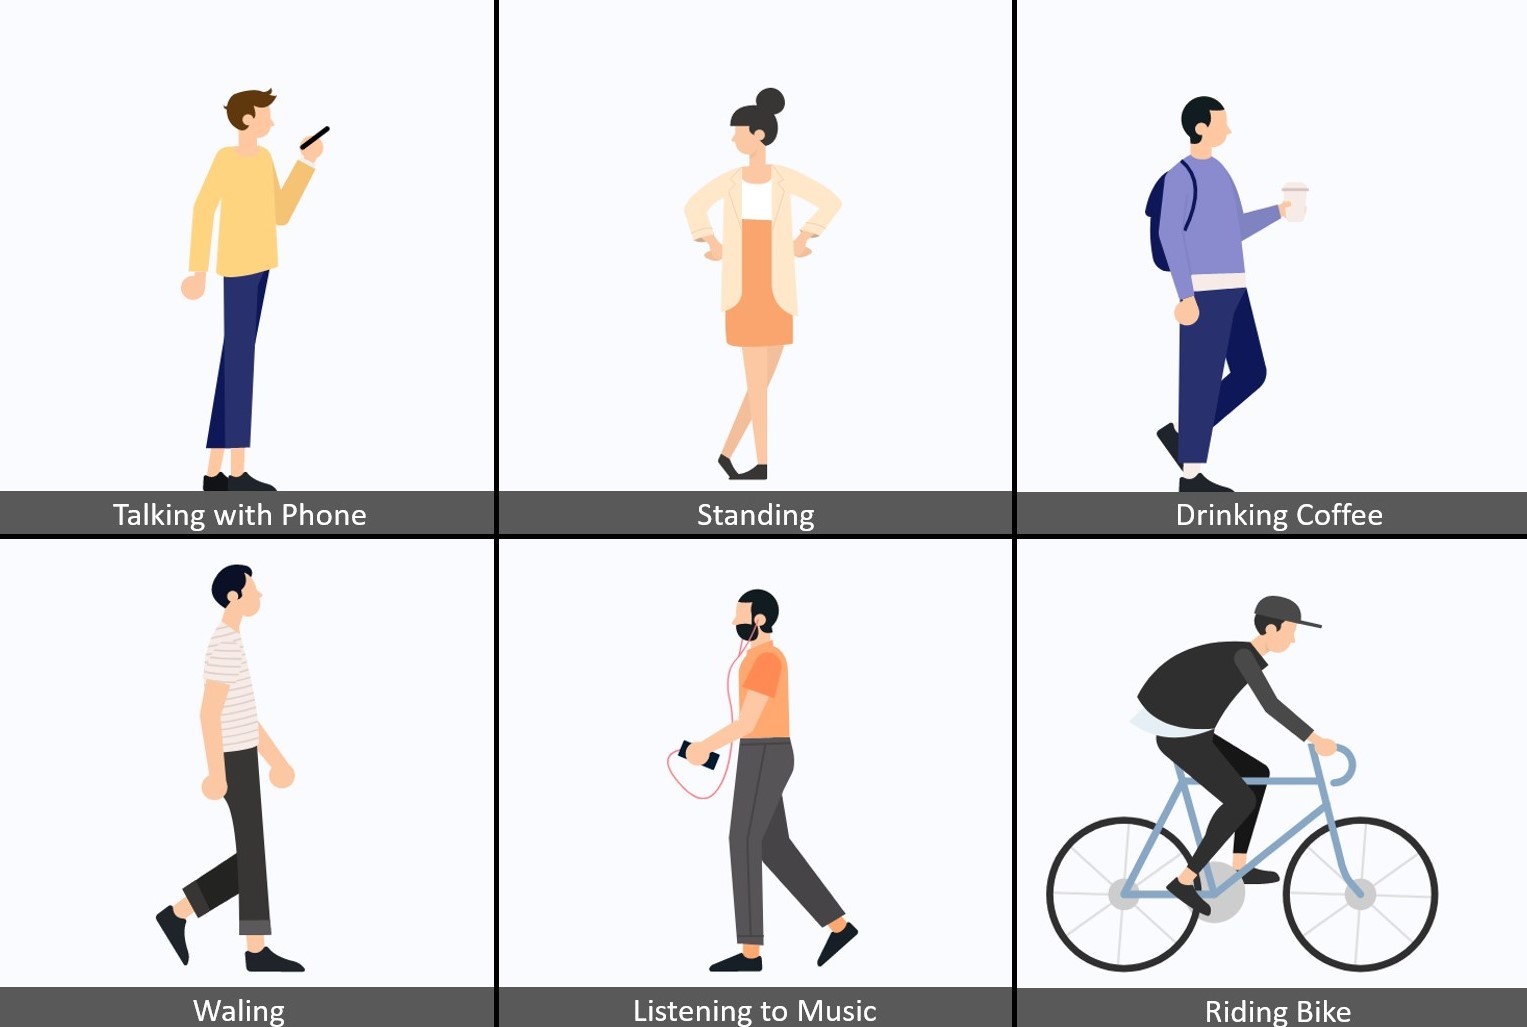 Talking with Phone
Standing
Drinking Coffee
Waling
Listening to Music
Riding Bike